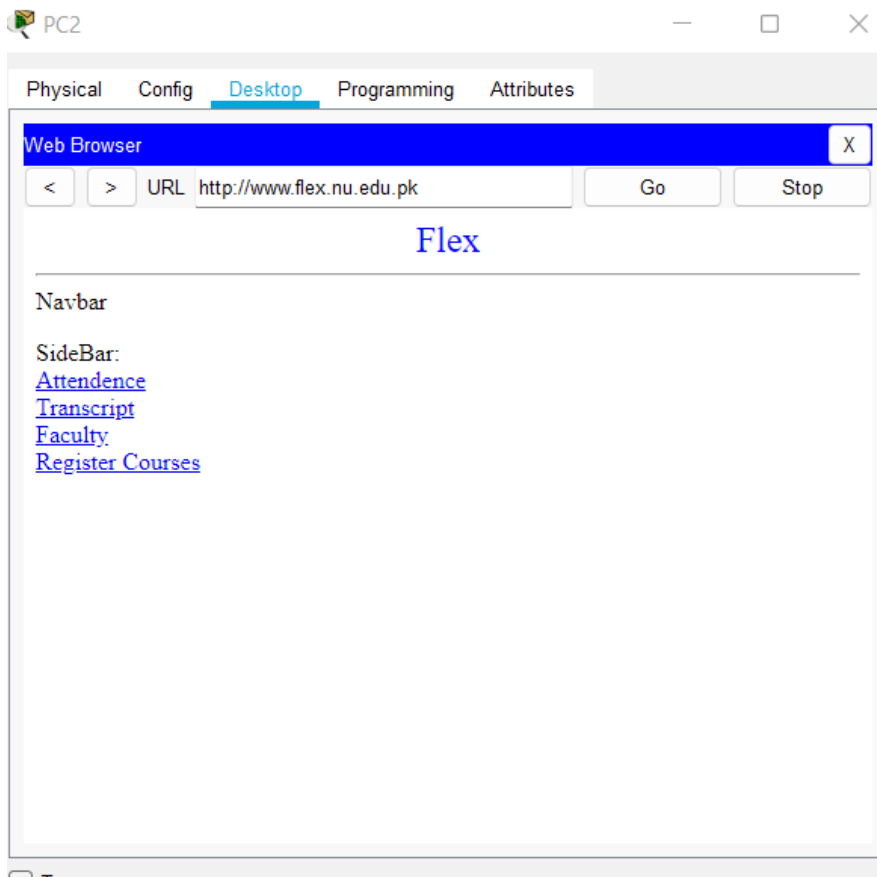 PC2
Physical Config Desktop Programming Attributes
Web Browser X
< > URL http://www.flex.nu.edu.pk Go Stop
Flex
Navbar
SideBar:
Attendence
Transcript
Faculty
Register Courses